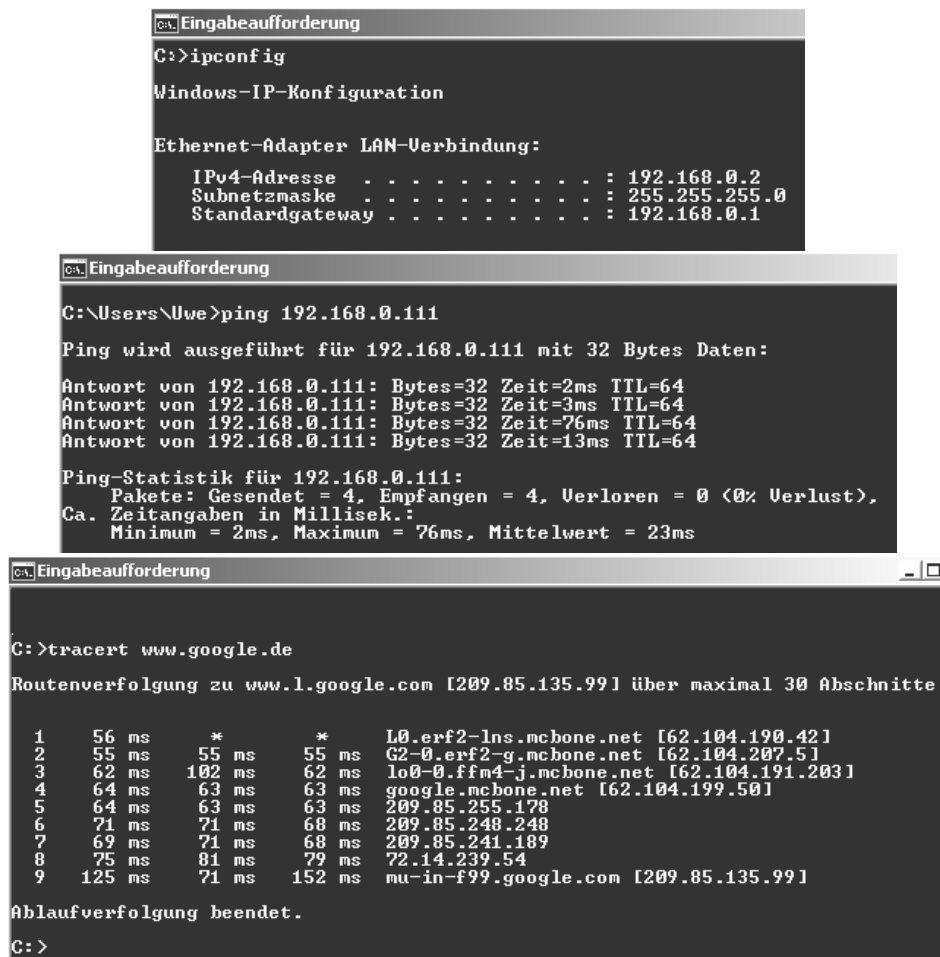 Eingabeaufforderung
C:>ipconfig
Windows-IP-Konfiguration
Ethernet-Adapter LAN-Verbindung:
IPv4-Adresse . . . . . . . . . . : 192.168.0.2
Subnetzmaske . . . . . . . . . . : 255.255.255.0
Standardgateway . . . . . . . . . : 192.168.0.1
Eingabeaufforderung
C:\Users\Uwe>ping 192.168.0.111
Ping wird ausgeführt für 192.168.0.111 mit 32 Bytes Daten:
Antwort von 192.168.0.111: Bytes=32 Zeit=2ms TTL=64
Antwort von 192.168.0.111: Bytes=32 Zeit=3ms TTL=64
Antwort von 192.168.0.111: Bytes=32 Zeit=76ms TTL=64
Antwort von 192.168.0.111: Bytes=32 Zeit=13ms TTL=64
Ping-Statistik für 192.168.0.111:
Pakete: Gesendet = 4, Empfangen = 4, Verloren = 0 (0% Verlust),
Ca. Zeitangaben in Millisek.:
Minimum = 2ms, Maximum = 76ms, Mittelwert = 23ms
Eingabeaufforderung
C:>tracert www.google.de
Routenverfolgung zu www.l.google.com [209.85.135.99] über maximal 30 Abschnitte
1 56 ms * * L0.erf2-lns.mcbone.net [62.104.190.42]
2 55 ms 55 ms 55 ms G2-0.erf2-g.mcbone.net [62.104.207.5]
3 62 ms 102 ms 62 ms lo0-0.ffm4-j.mcbone.net [62.104.191.203]
4 64 ms 63 ms 63 ms google.mcbone.net [62.104.199.50]
5 64 ms 63 ms 63 ms 209.85.255.178
6 71 ms 71 ms 68 ms 209.85.248.248
7 69 ms 71 ms 68 ms 209.85.241.189
8 75 ms 81 ms 79 ms 72.14.239.54
9 125 ms 71 ms 152 ms mu-in-f99.google.com [209.85.135.99]
Ablaufverfolgung beendet.
C:>